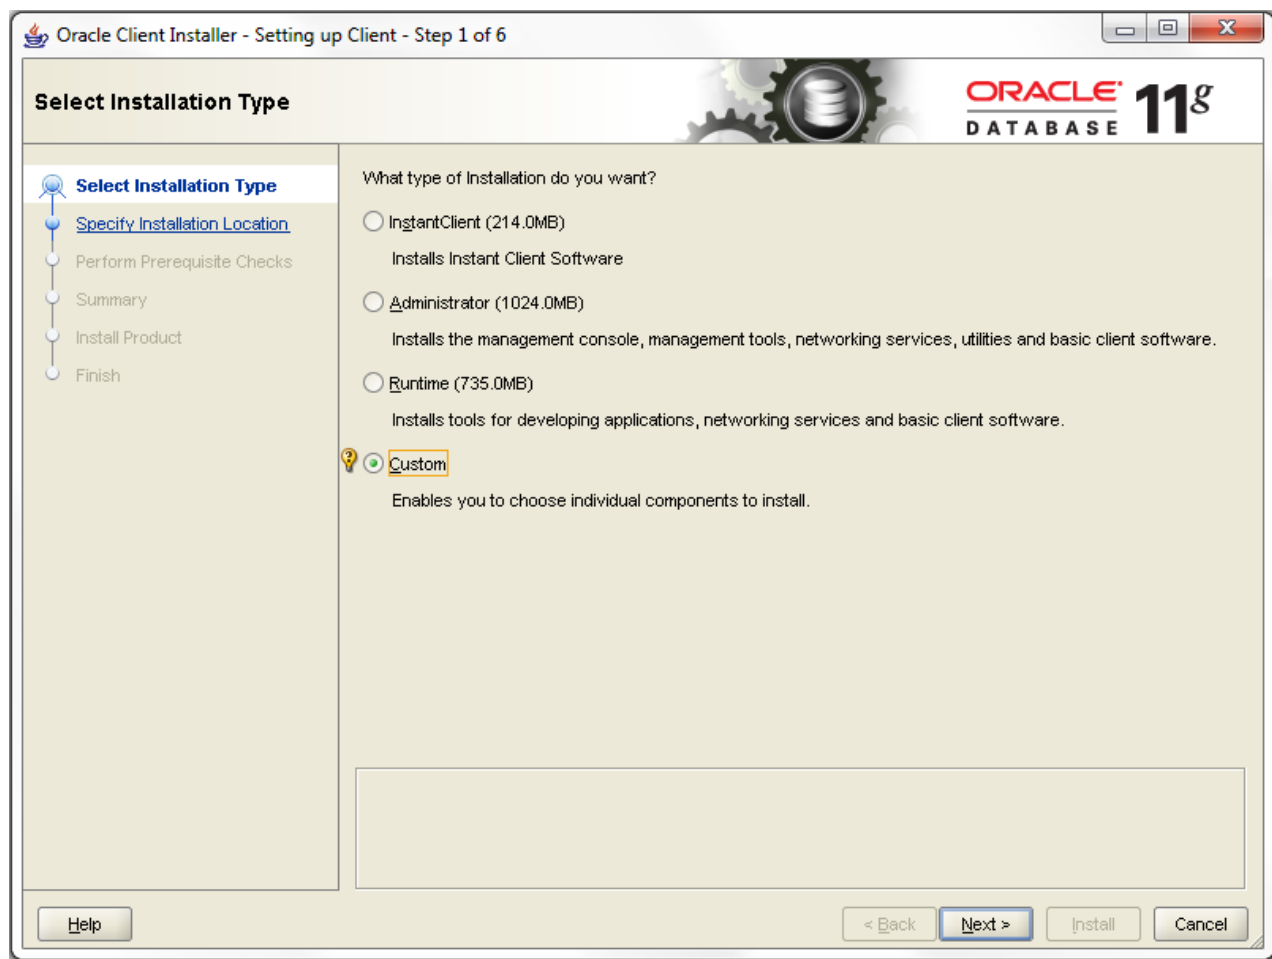 Oracle Client Installer - Setting up Client - Step 1 of 6
Select Installation Type
ORACLE
DATABASE
11g
Select Installation Type
Specify Installation Location
Perform Prerequisite Checks
Summary
Install Product
Finish
What type of Installation do you want?
InstantClient (214.0MB)
Installs Instant Client Software
Administrator (1024.0MB)
Installs the management console, management tools, networking services, utilities and basic client software.
Runtime (735.0MB)
Installs tools for developing applications, networking services and basic client software.
Custom
Enables you to choose individual components to install.
Help
< Back
Next >
Install
Cancel